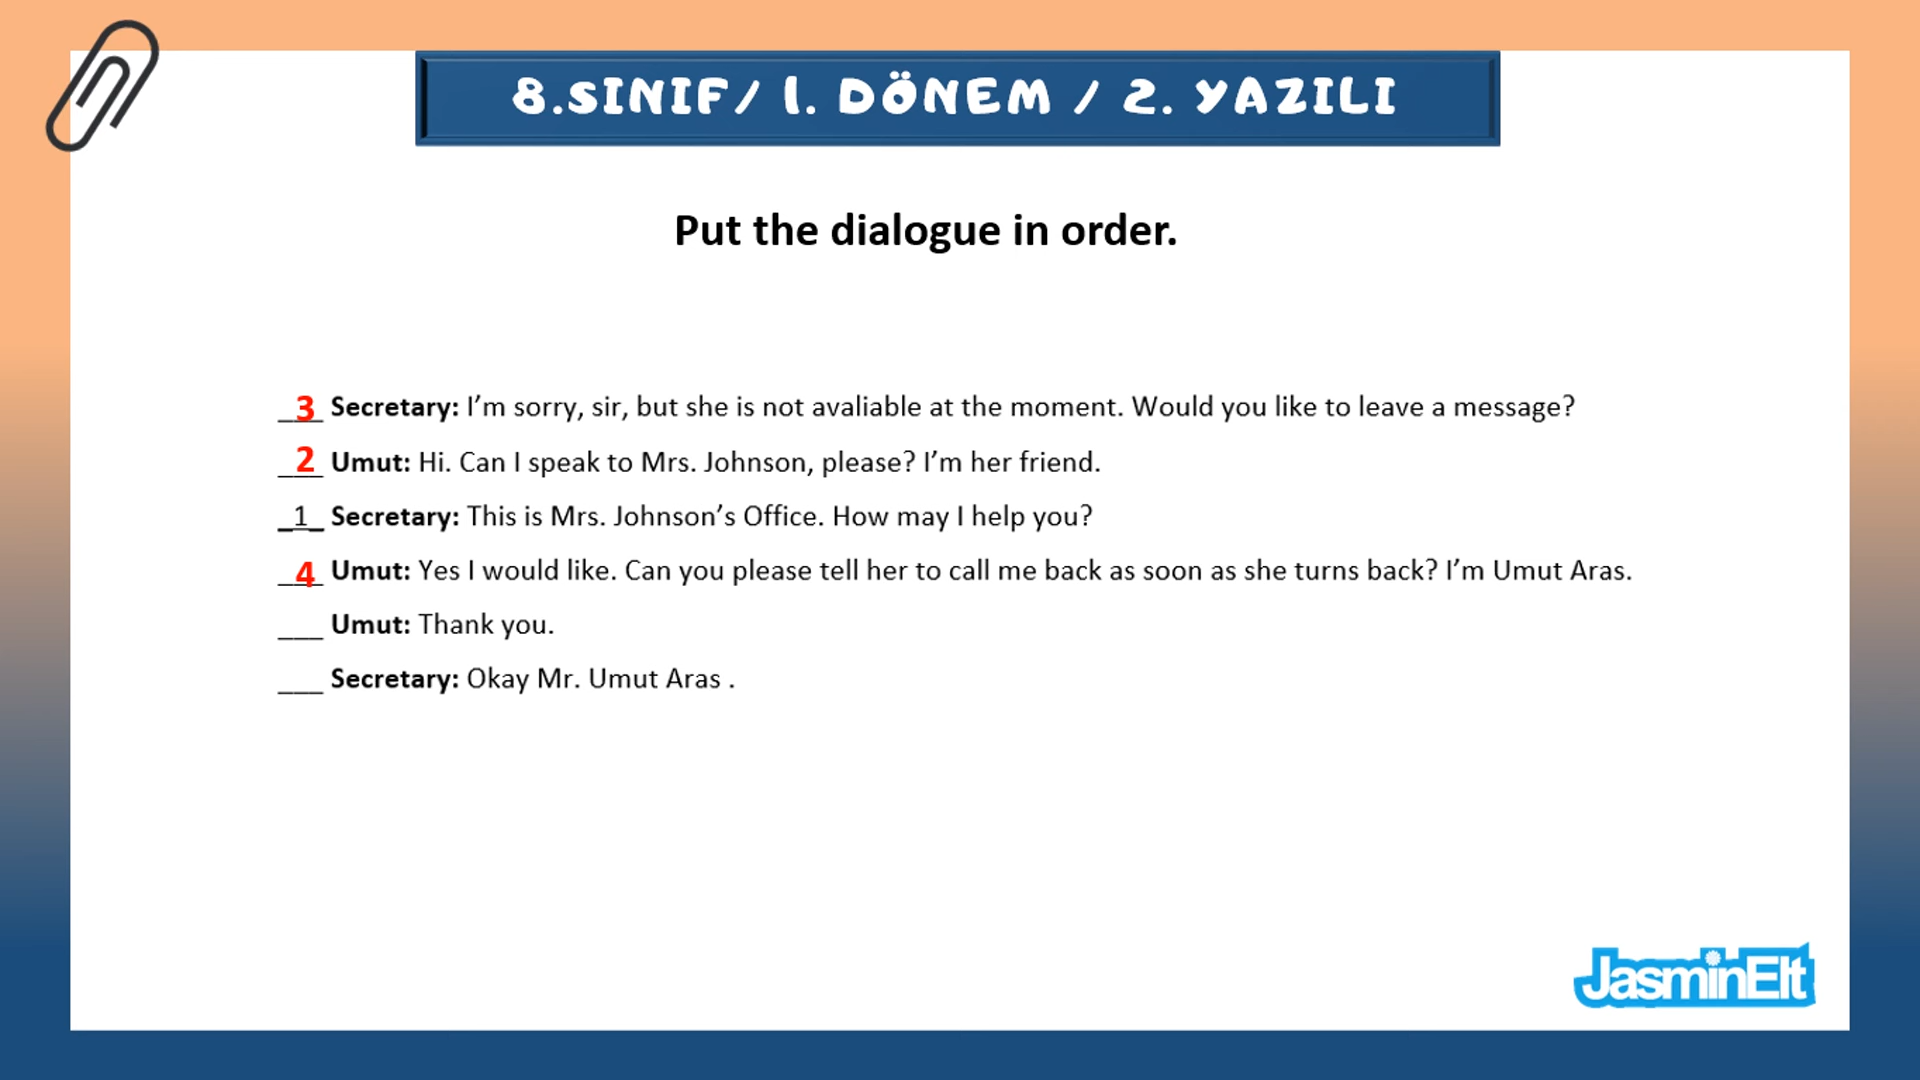 8.SINIF/ 1. DÖNEM / 2. YAZILI
Put the dialogue in order.
_3_ Secretary: I’m sorry, sir, but she is not avaliable at the moment. Would you like to leave a message?
_2_ Umut: Hi. Can I speak to Mrs. Johnson, please? I’m her friend.
_1_ Secretary: This is Mrs. Johnson’s Office. How may I help you?
_4_ Umut: Yes I would like. Can you please tell her to call me back as soon as she turns back? I’m Umut Aras.
___ Umut: Thank you.
___ Secretary: Okay Mr. Umut Aras .
JasminElt